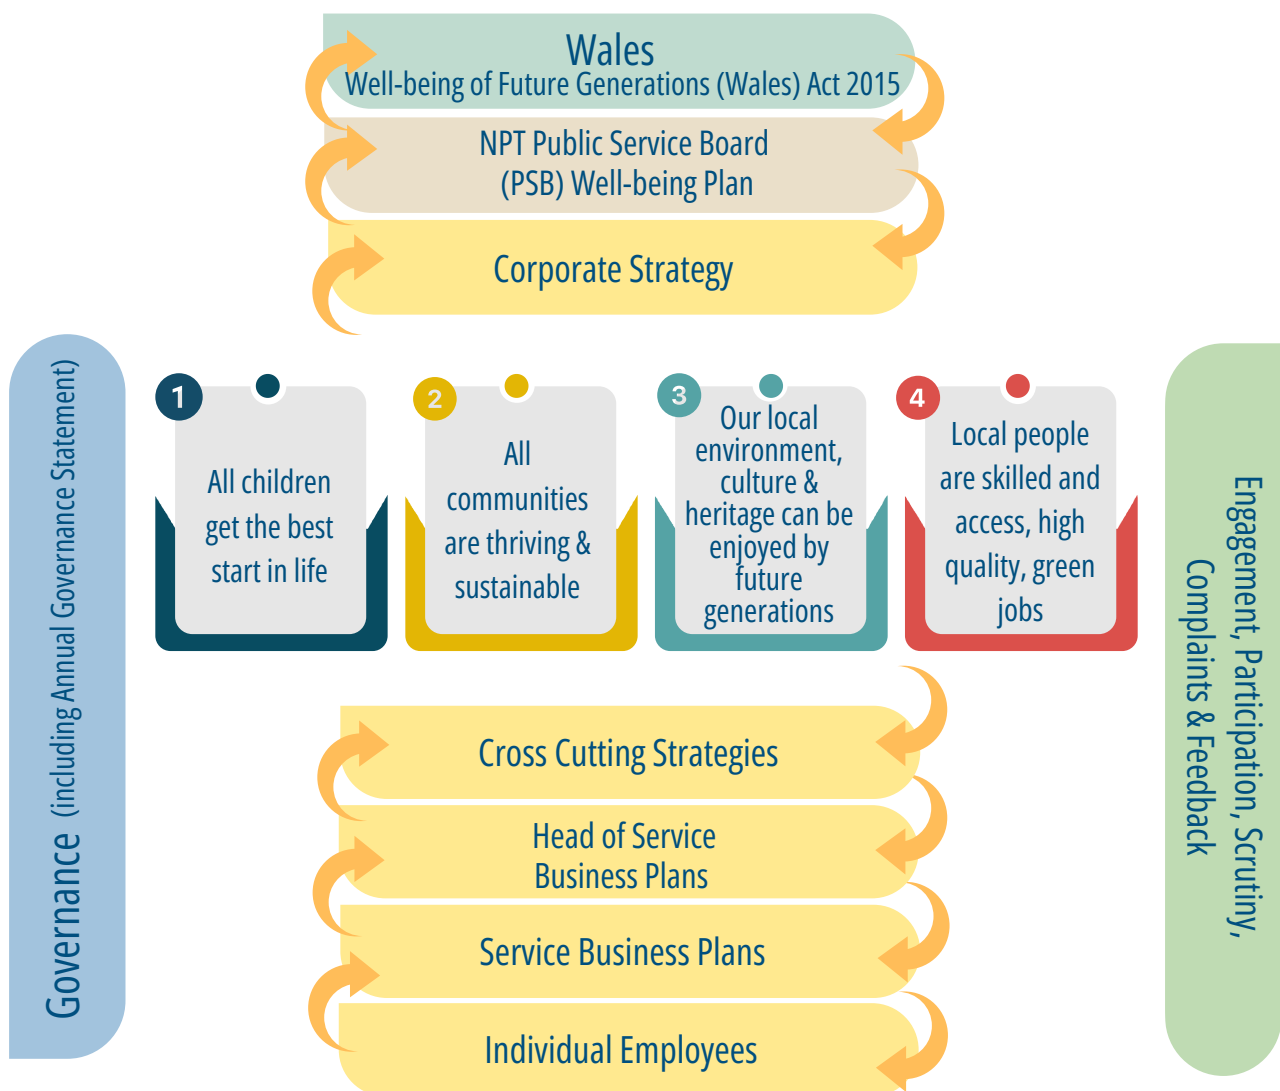 Wales
Well-being of Future Generations (Wales) Act 2015
NPT Public Service Board
(PSB) Well-being Plan
Corporate Strategy
Governance (including Annual Governance Statement)
1
All children
get the best
start in life
2
All
communities
are thriving &
sustainable
3
Our local
environment,
culture &
heritage can be
enjoyed by
future
generations
4
Local people
are skilled and
access, high
quality, green
jobs
Engagement, Participation, Scrutiny,
Complaints & Feedback
Cross Cutting Strategies
Head of Service
Business Plans
Service Business Plans
Individual Employees